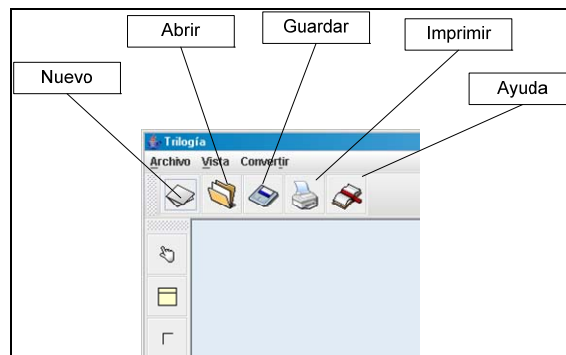 Abrir
Guardar
Imprimir
Nuevo
Ayuda
Trilogía
Archivo Vista Convertir